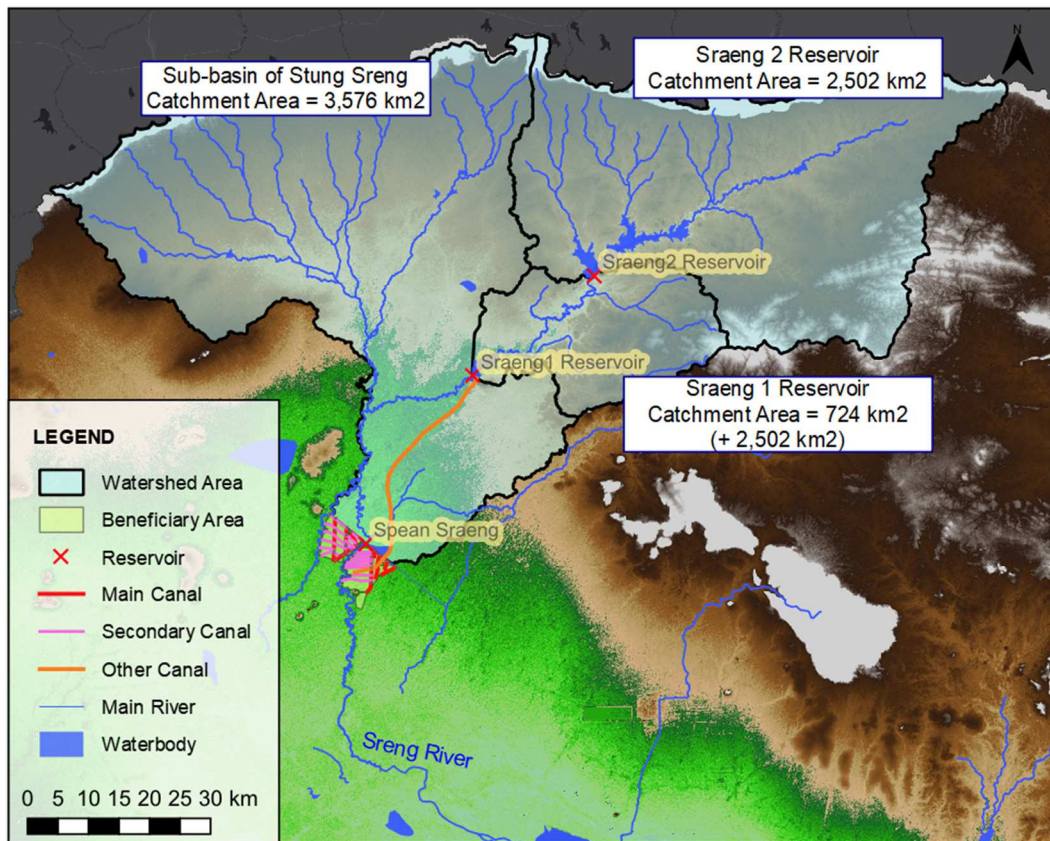 N
Sub-basin of Stung Sreng
Catchment Area = 3,576 km2
Sraeng 2 Reservoir
Catchment Area = 2,502 km2
Sraeng2 Reservoir
Sraeng1 Reservoir
Sraeng 1 Reservoir
Catchment Area = 724 km2
(+ 2,502 km2)
Spean Sraeng
Sreng River
LEGEND
Watershed Area
Beneficiary Area
Reservoir
Main Canal
Secondary Canal
Other Canal
Main River
Waterbody
0 5 10 15 20 25 30 km